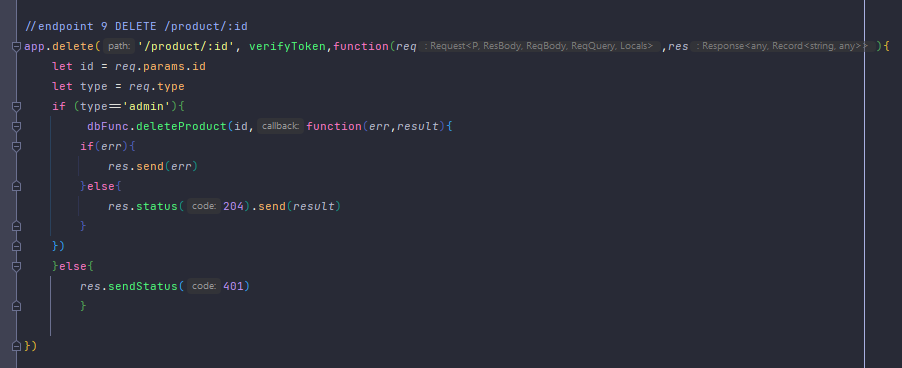 //endpoint 9 DELETE /product/:id
app.delete( path: '/product/:id', verifyToken,function(req : Request<P, ResBody, ReqBody, ReqQuery, Locals> ,res : Response<any, Record<string, any>> ){
let id = req.params.id
let type = req.type
if (type=='admin'){
dbFunc.deleteProduct(id, callback: function(err,result){
if(err){
res.send(err)
}else{
res.status( code: 204).send(result)
}
})
}else{
res.sendStatus( code: 401)
}
})